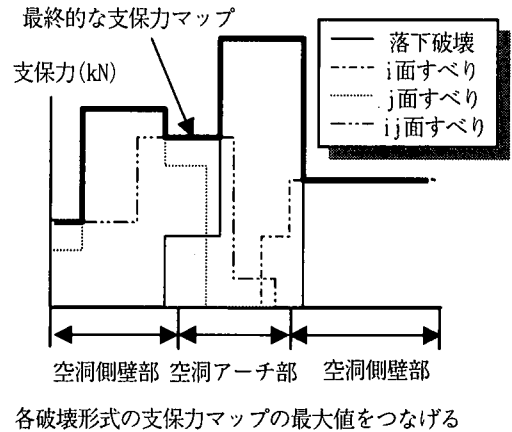 最終的な支保力マップ
支保力(kN)
落下破壊
i面すべり
j面すべり
ij面すべり
空洞側壁部 空洞アーチ部 空洞側壁部
各破壊形式の支保力マップの最大値をつなげる